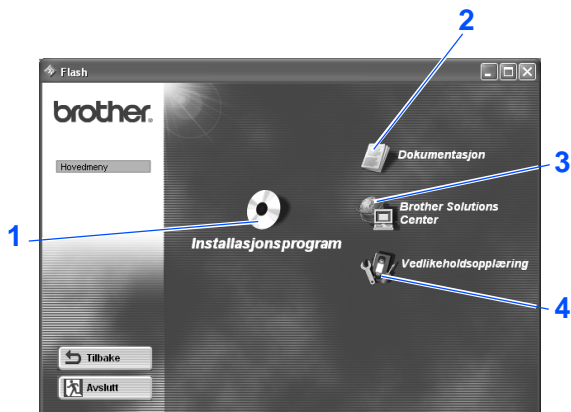 2
Flash
brother.
Dokumentasjon
3
Hovedmeny
Brother Solutions
Center
1
Installasjonsprogram
Vedlikeholdsopplæring
4
Tilbake
Avslutt